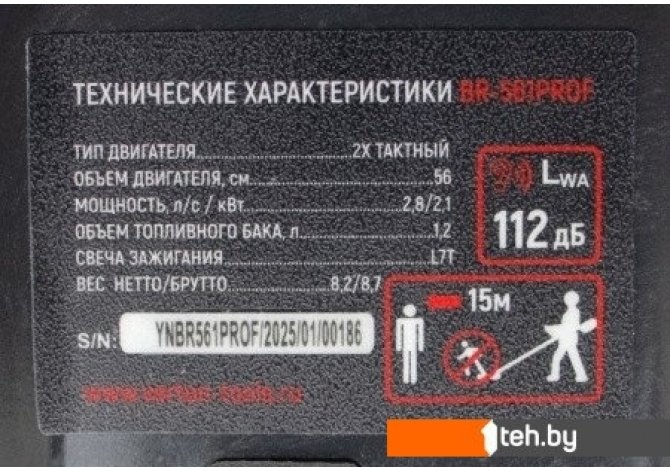 ТЕХНИЧЕСКИЕ ХАРАКТЕРИСТИКИ BR-561PROF
ТИП ДВИГАТЕЛЯ 2Х ТАКТНЫЙ
ОБЪЕМ ДВИГАТЕЛЯ, см 56
МОЩНОСТЬ, л/с / кВт 2,8/2,1
ОБЪЕМ ТОПЛИВНОГО БАКА, л 1,2
СВЕЧА ЗАЖИГАНИЯ L7T
ВЕС НЕТТО/БРУТТО 8,2/8,7
LWA
112 дБ
15м
S/N: YNBR561PROF/2025/01/00186
1teh.by